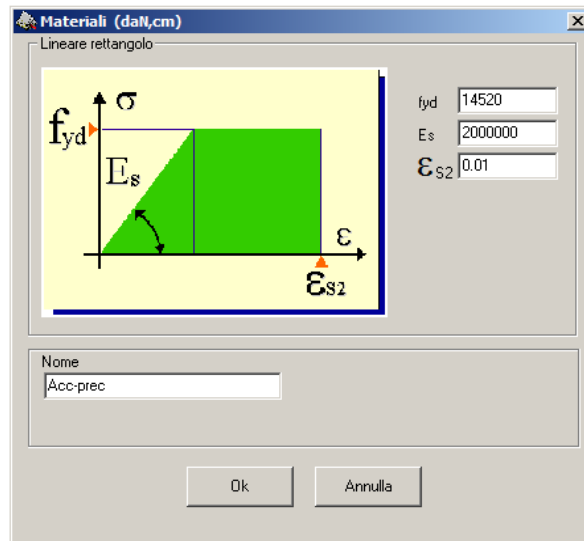 Materiali (daN,cm)
Lineare rettangolo
σ
fyd
Es
ε
εS2
fyd 14520
Es 2000000
εS2 0.01
Nome
Acc-prec
Ok Annulla